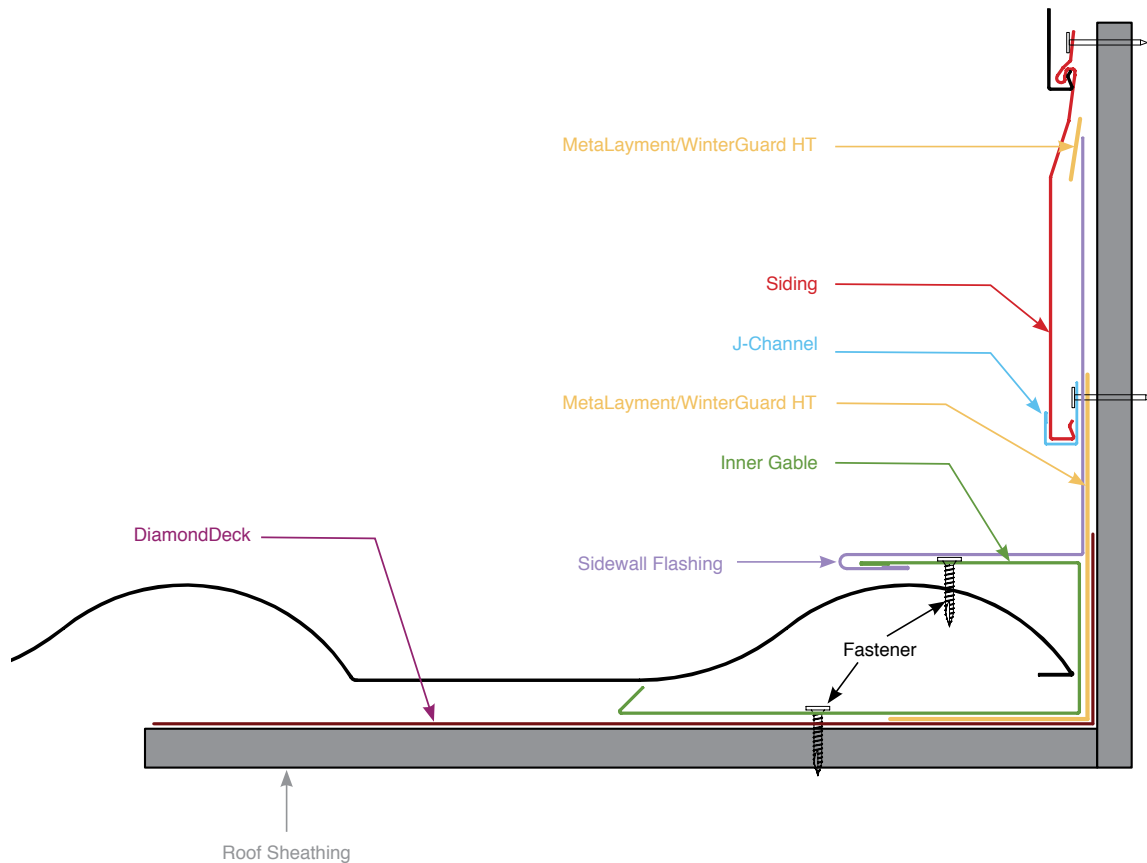 MetaLayment/WinterGuard HT
Siding
J-Channel
MetaLayment/WinterGuard HT
Inner Gable
DiamondDeck
Sidewall Flashing
Fastener
Roof Sheathing